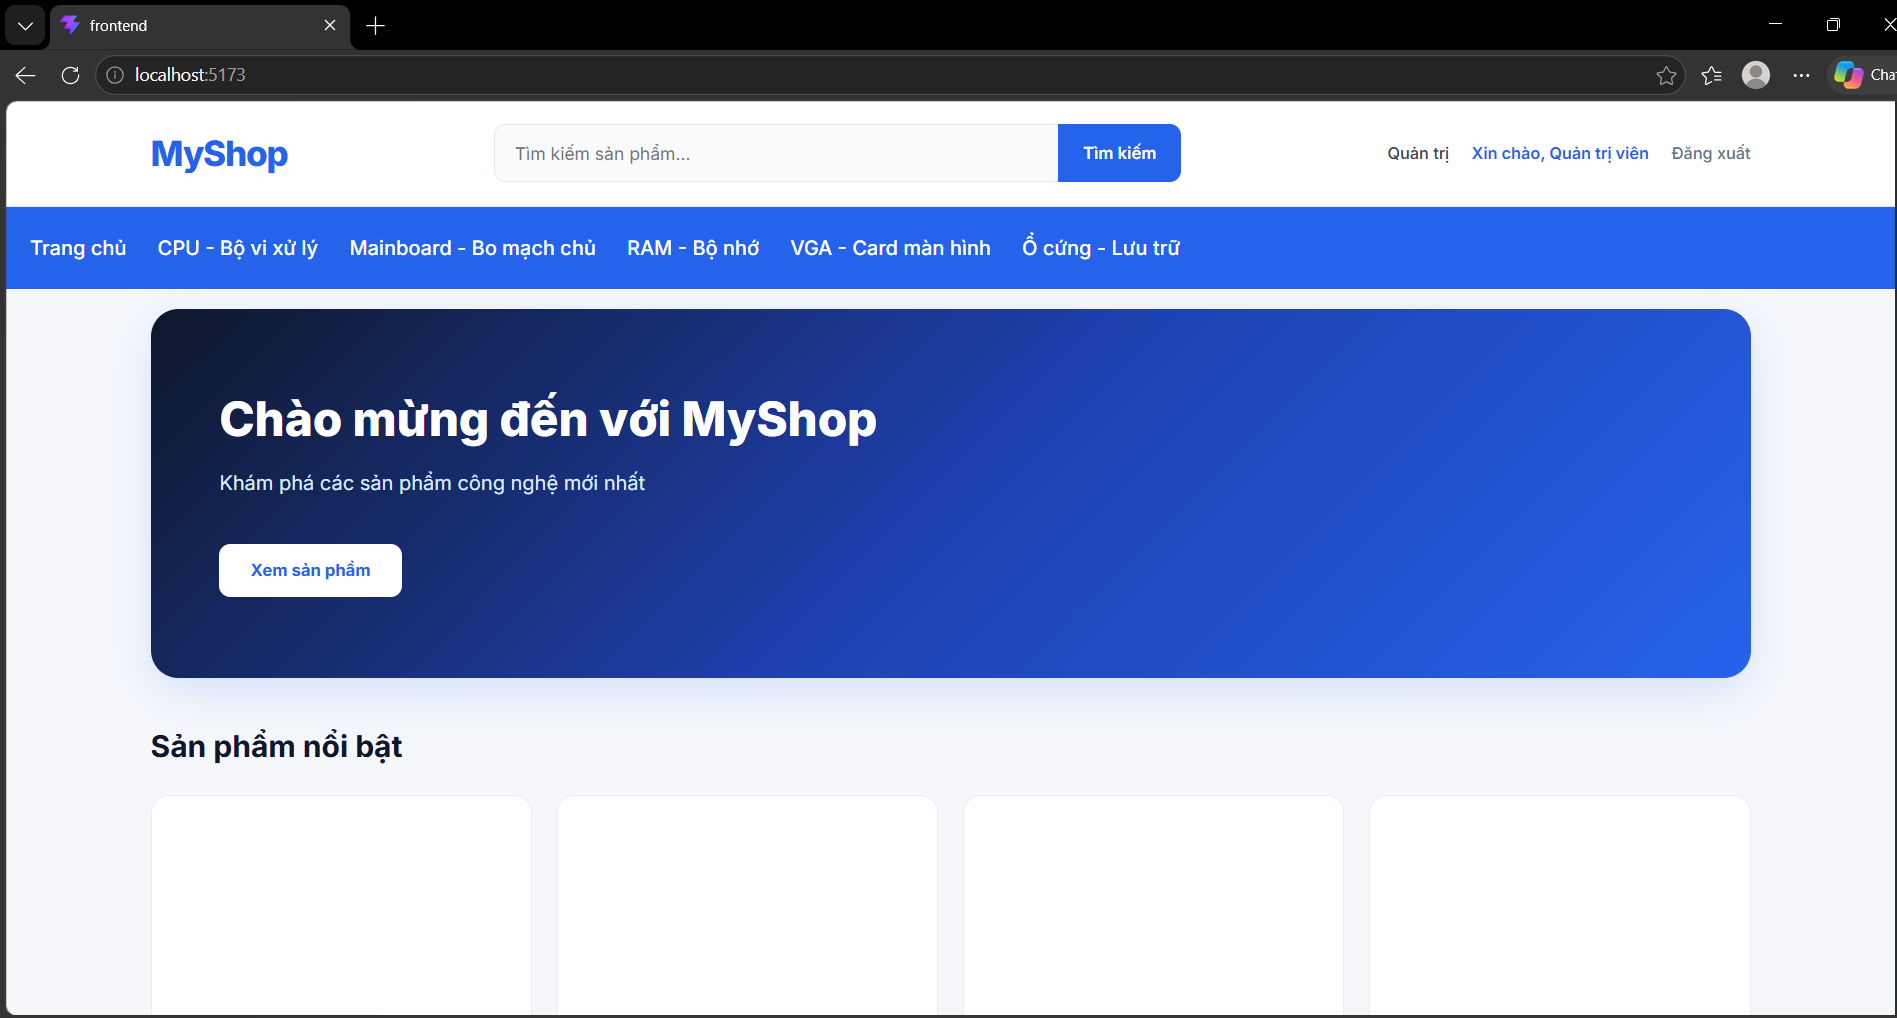 frontend
localhost:5173
Cha
MyShop
Tìm kiếm sản phẩm...
Tìm kiếm
Quản trị
Xin chào, Quản trị viên
Đăng xuất
Trang chủ
CPU - Bộ vi xử lý
Mainboard - Bo mạch chủ
RAM - Bộ nhớ
VGA - Card màn hình
Ổ cứng - Lưu trữ
Chào mừng đến với MyShop
Khám phá các sản phẩm công nghệ mới nhất
Xem sản phẩm
Sản phẩm nổi bật